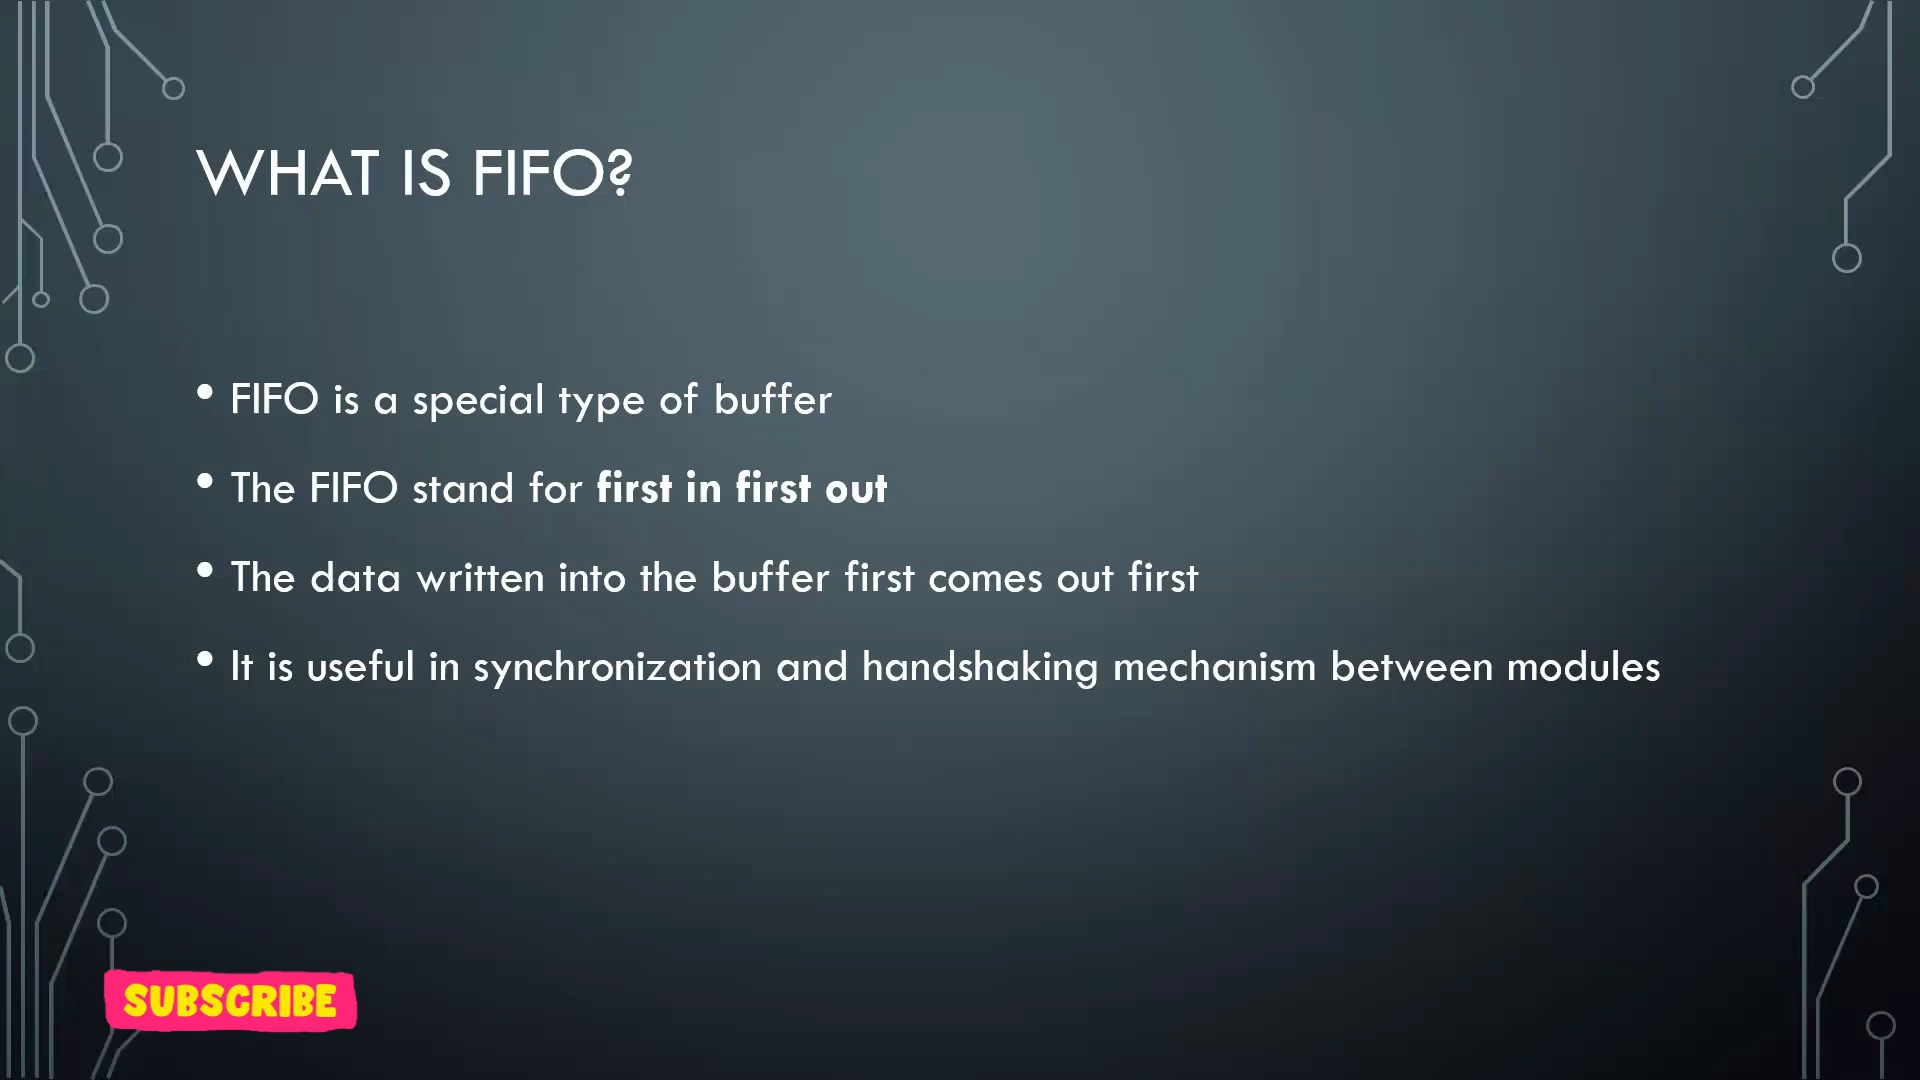 WHAT IS FIFO?
• FIFO is a special type of buffer
• The FIFO stand for first in first out
• The data written into the buffer first comes out first
• It is useful in synchronization and handshaking mechanism between modules
SUBSCRIBE